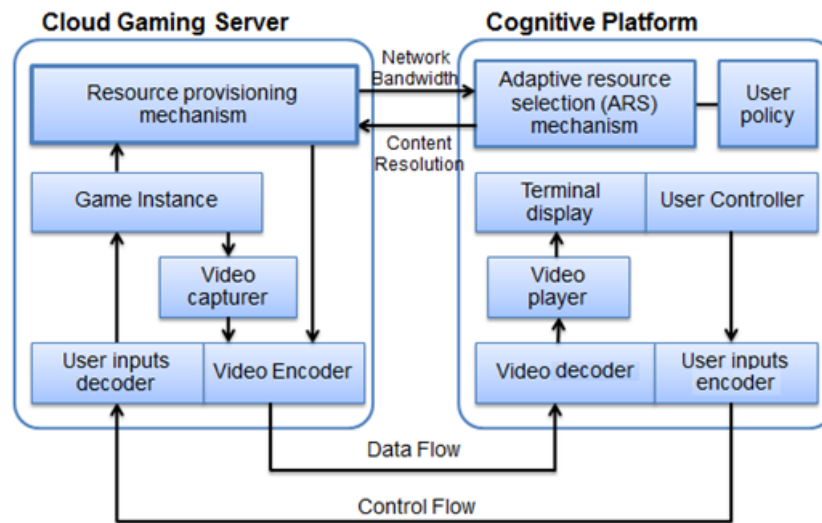 Cloud Gaming Server
Cognitive Platform
Resource provisioning
mechanism
Network
Bandwidth
Content
Resolution
Adaptive resource
selection (ARS)
mechanism
User
policy
Game Instance
Terminal
display
User Controller
Video
capturer
Video
player
User inputs
decoder
Video Encoder
Video decoder
User inputs
encoder
Data Flow
Control Flow